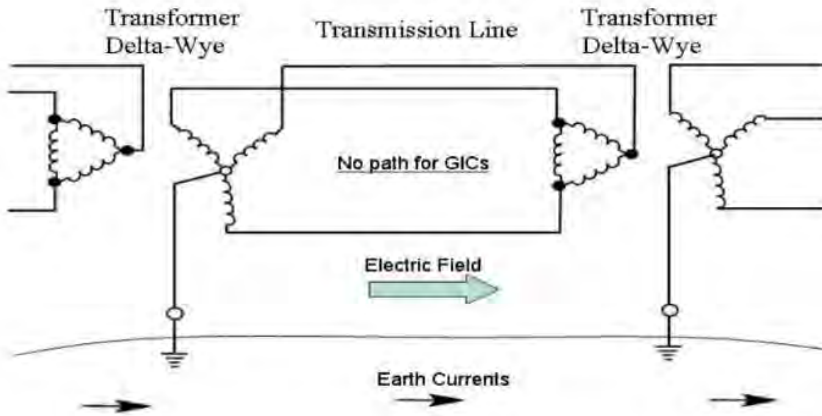 Transformer
Delta-Wye
Transmission Line
Transformer
Delta-Wye
No path for GICs
Electric Field
Earth Currents